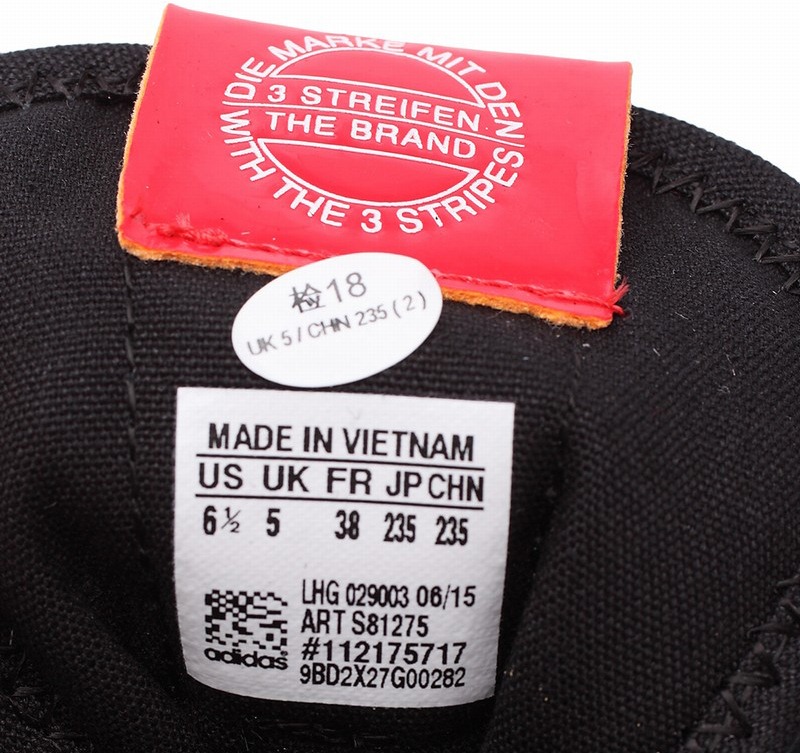 DIE MARKE MIT DEN
3 STREIFEN
THE BRAND
WITH THE 3 STRIPES
检18
UK 5 / CHN 235 ( 2 )
MADE IN VIETNAM
US UK FR JP CHN
6 ½ 5 38 235 235
LHG 029003 06/15
ART S81275
#112175717
9BD2X27G00282
adidas